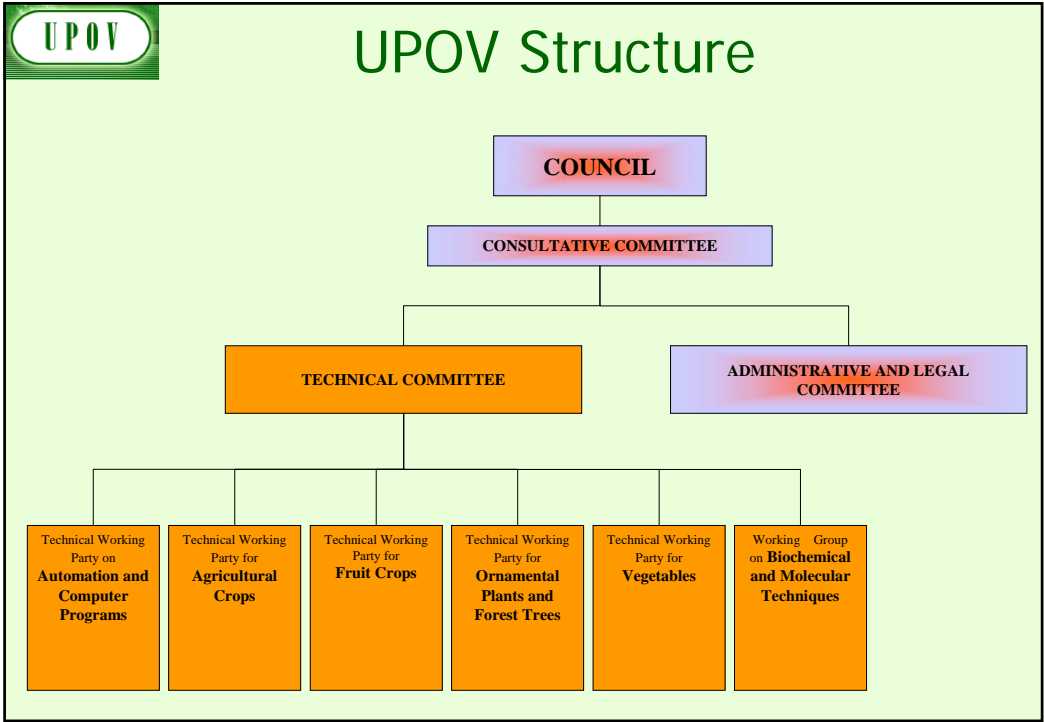 UPOV
UPOV Structure
COUNCIL
CONSULTATIVE COMMITTEE
TECHNICAL COMMITTEE
ADMINISTRATIVE AND LEGAL
COMMITTEE
Technical Working
Party on
Automation and
Computer
Programs
Technical Working
Party for
Agricultural
Crops
Technical Working
Party for
Fruit Crops
Technical Working
Party for
Ornamental
Plants and
Forest Trees
Technical Working
Party for
Vegetables
Working Group
on Biochemical
and Molecular
Techniques